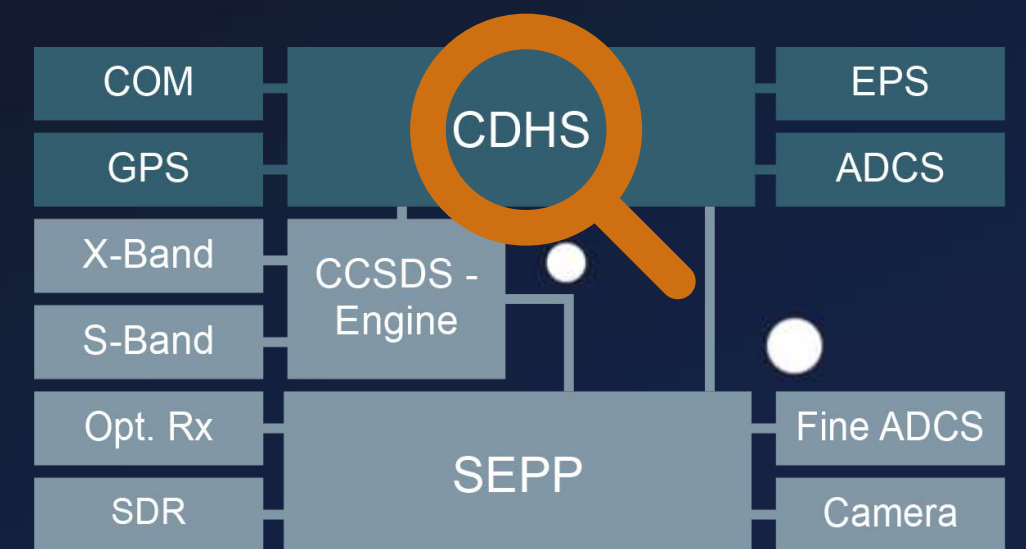 COM
CDHS
EPS
GPS
ADCS
X-Band
CCSDS -
Engine
S-Band
Opt. Rx
SEPP
Fine ADCS
SDR
Camera